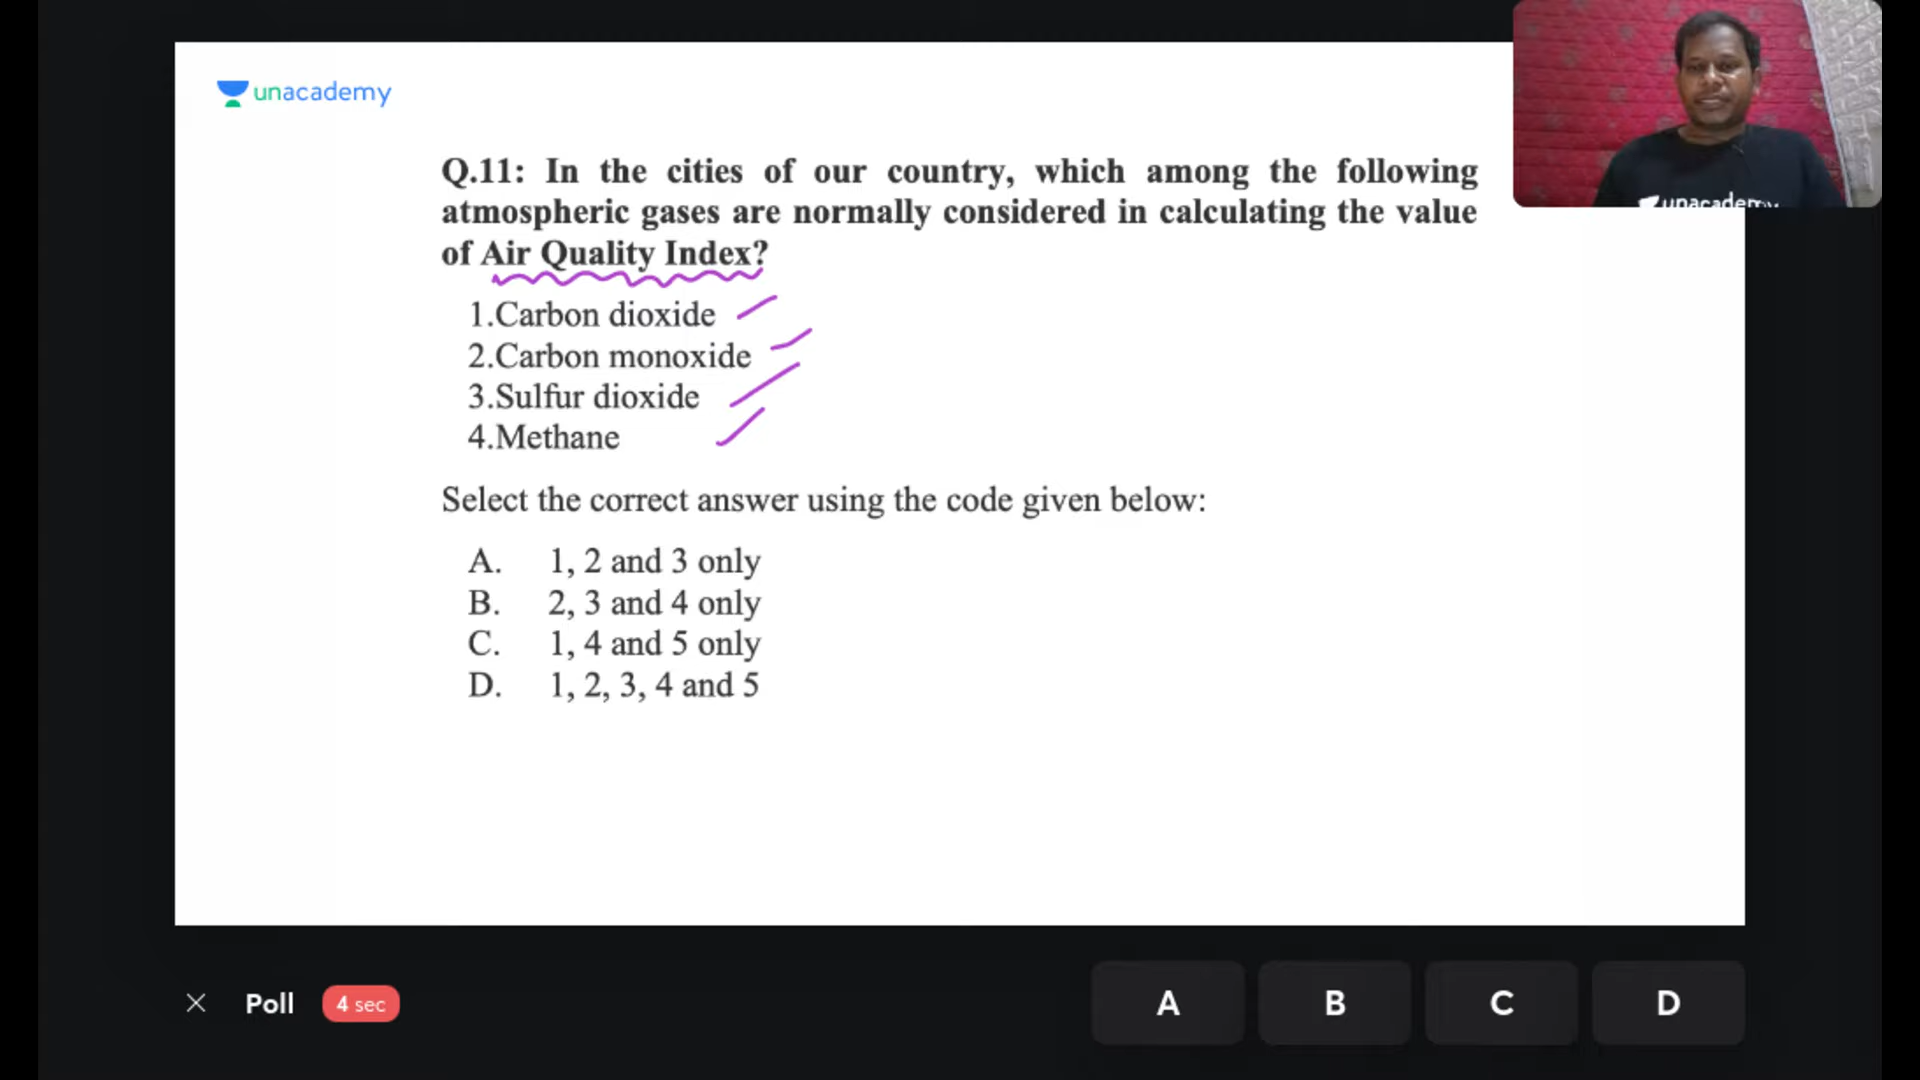 unacademy
Q.11: In the cities of our country, which among the following
atmospheric gases are normally considered in calculating the value
of Air Quality Index?
1.Carbon dioxide
2.Carbon monoxide
3.Sulfur dioxide
4.Methane
Select the correct answer using the code given below:
A. 1, 2 and 3 only
B. 2, 3 and 4 only
C. 1, 4 and 5 only
D. 1, 2, 3, 4 and 5
unacademy
Poll 4 sec A B C D